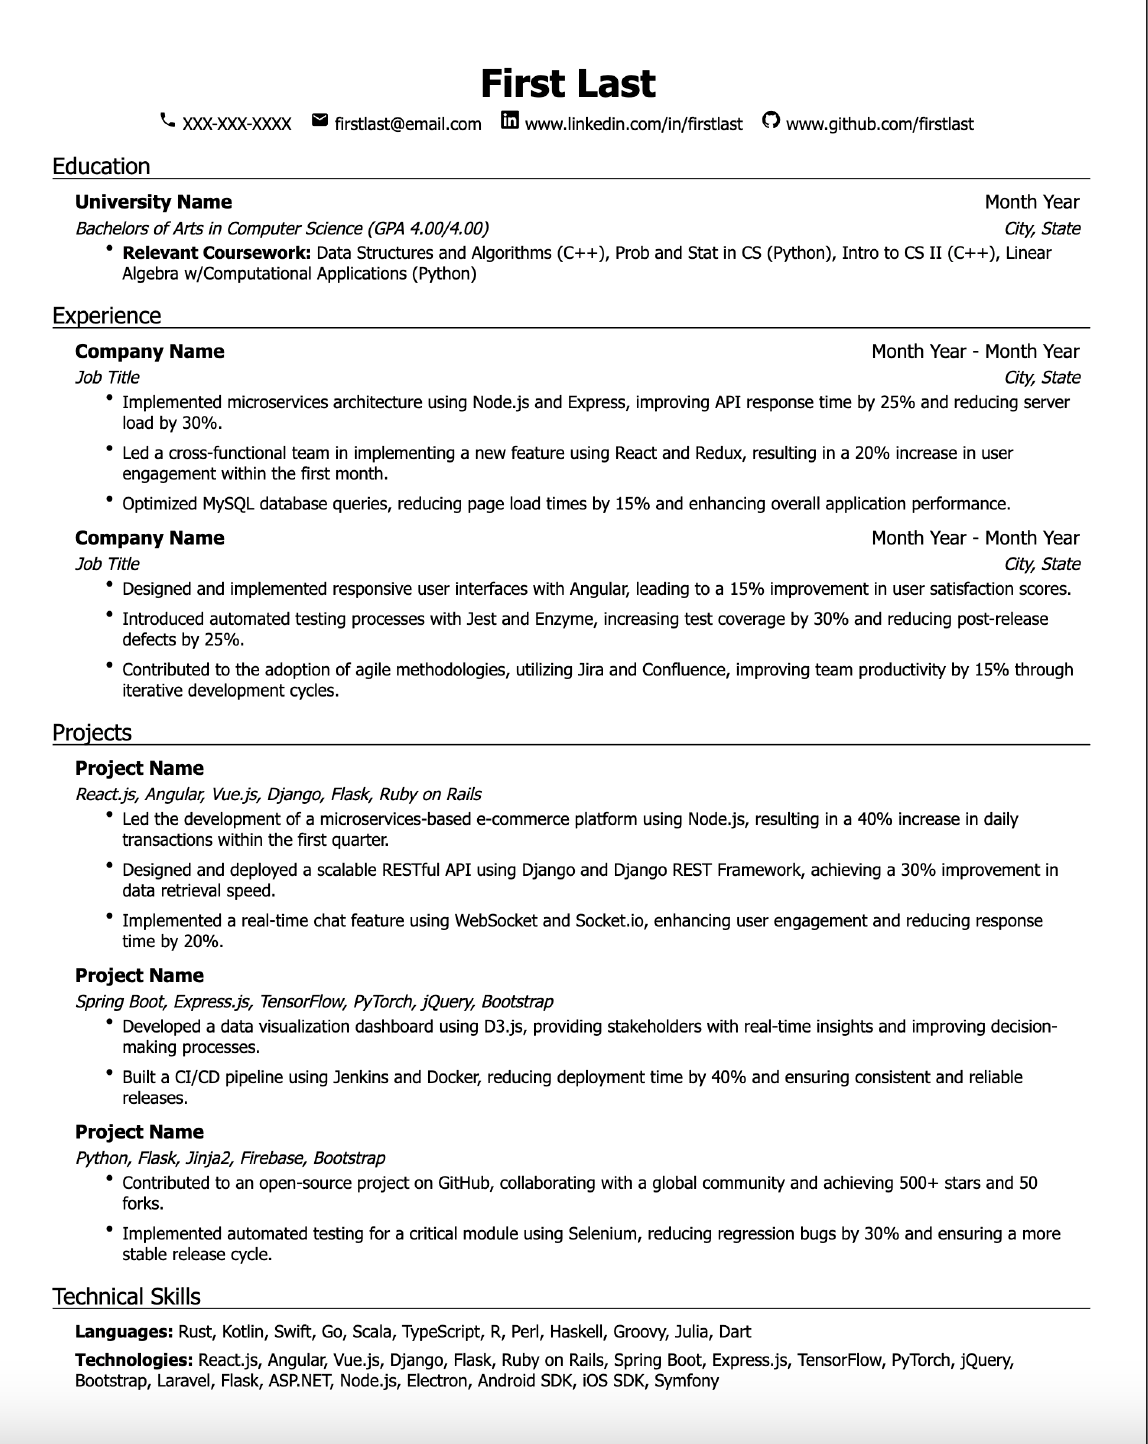 First Last
XXX-XXX-XXXX firstlast@email.com www.linkedin.com/in/firstlast www.github.com/firstlast
Education
University Name Month Year
Bachelors of Arts in Computer Science (GPA 4.00/4.00) City, State
• Relevant Coursework: Data Structures and Algorithms (C++), Prob and Stat in CS (Python), Intro to CS II (C++), Linear
Algebra w/Computational Applications (Python)
Experience
Company Name Month Year - Month Year
Job Title City, State
• Implemented microservices architecture using Node.js and Express, improving API response time by 25% and reducing server
load by 30%.
• Led a cross-functional team in implementing a new feature using React and Redux, resulting in a 20% increase in user
engagement within the first month.
• Optimized MySQL database queries, reducing page load times by 15% and enhancing overall application performance.
Company Name Month Year - Month Year
Job Title City, State
• Designed and implemented responsive user interfaces with Angular, leading to a 15% improvement in user satisfaction scores.
• Introduced automated testing processes with Jest and Enzyme, increasing test coverage by 30% and reducing post-release
defects by 25%.
• Contributed to the adoption of agile methodologies, utilizing Jira and Confluence, improving team productivity by 15% through
iterative development cycles.
Projects
Project Name
React.js, Angular, Vue.js, Django, Flask, Ruby on Rails
• Led the development of a microservices-based e-commerce platform using Node.js, resulting in a 40% increase in daily
transactions within the first quarter.
• Designed and deployed a scalable RESTful API using Django and Django REST Framework, achieving a 30% improvement in
data retrieval speed.
• Implemented a real-time chat feature using WebSocket and Socket.io, enhancing user engagement and reducing response
time by 20%.
Project Name
Spring Boot, Express.js, TensorFlow, PyTorch, jQuery, Bootstrap
• Developed a data visualization dashboard using D3.js, providing stakeholders with real-time insights and improving decision-
making processes.
• Built a CI/CD pipeline using Jenkins and Docker, reducing deployment time by 40% and ensuring consistent and reliable
releases.
Project Name
Python, Flask, Jinja2, Firebase, Bootstrap
• Contributed to an open-source project on GitHub, collaborating with a global community and achieving 500+ stars and 50
forks.
• Implemented automated testing for a critical module using Selenium, reducing regression bugs by 30% and ensuring a more
stable release cycle.
Technical Skills
Languages: Rust, Kotlin, Swift, Go, Scala, TypeScript, R, Perl, Haskell, Groovy, Julia, Dart
Technologies: React.js, Angular, Vue.js, Django, Flask, Ruby on Rails, Spring Boot, Express.js, TensorFlow, PyTorch, jQuery,
Bootstrap, Laravel, Flask, ASP.NET, Node.js, Electron, Android SDK, iOS SDK, Symfony